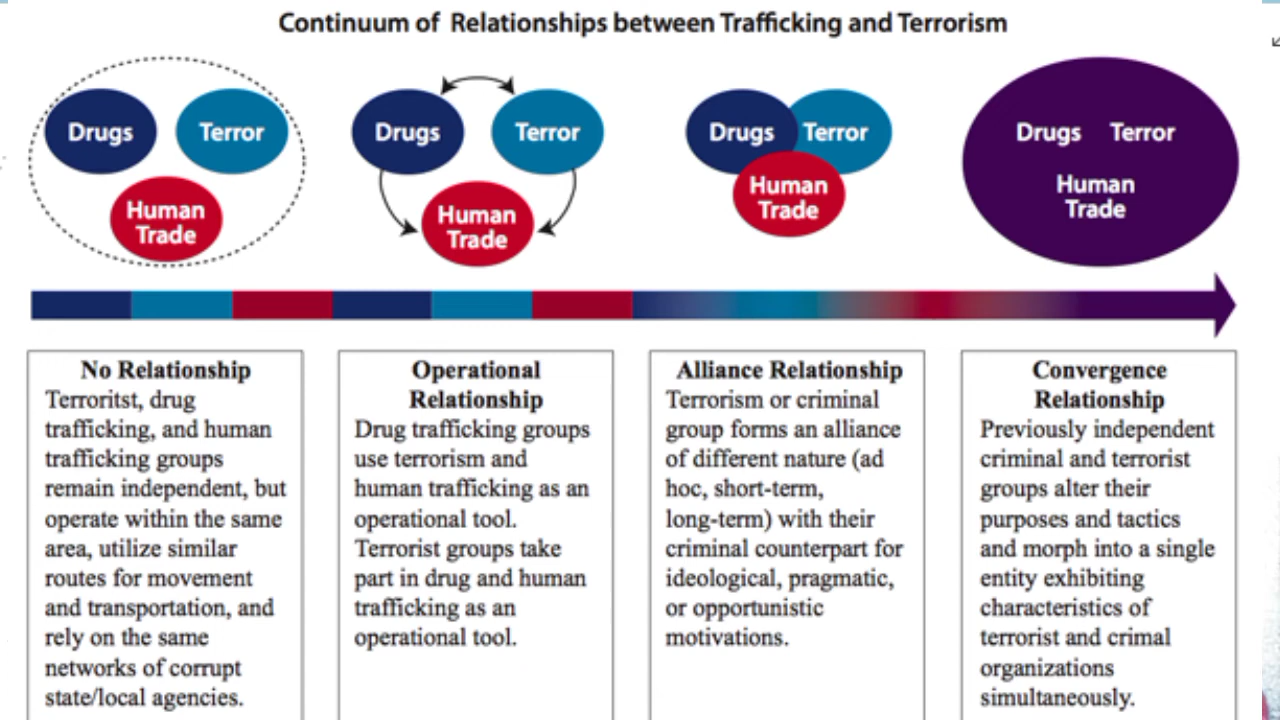 Continuum of Relationships between Trafficking and Terrorism
Drugs
Terror
Human
Trade
Drugs
Terror
Human
Trade
Drugs
Terror
Human
Trade
Drugs
Terror
Human
Trade
No Relationship
Terroritst, drug
trafficking, and human
trafficking groups
remain independent, but
operate within the same
area, utilize similar
routes for movement
and transportation, and
rely on the same
networks of corrupt
state/local agencies.
Operational
Relationship
Drug trafficking groups
use terrorism and
human trafficking as an
operational tool.
Terrorist groups take
part in drug and human
trafficking as an
operational tool.
Alliance Relationship
Terrorism or criminal
group forms an alliance
of different nature (ad
hoc, short-term,
long-term) with their
criminal counterpart for
ideological, pragmatic,
or opportunistic
motivations.
Convergence
Relationship
Previously independent
criminal and terrorist
groups alter their
purposes and tactics
and morph into a single
entity exhibiting
characteristics of
terrorist and crimal
organizations
simultaneously.